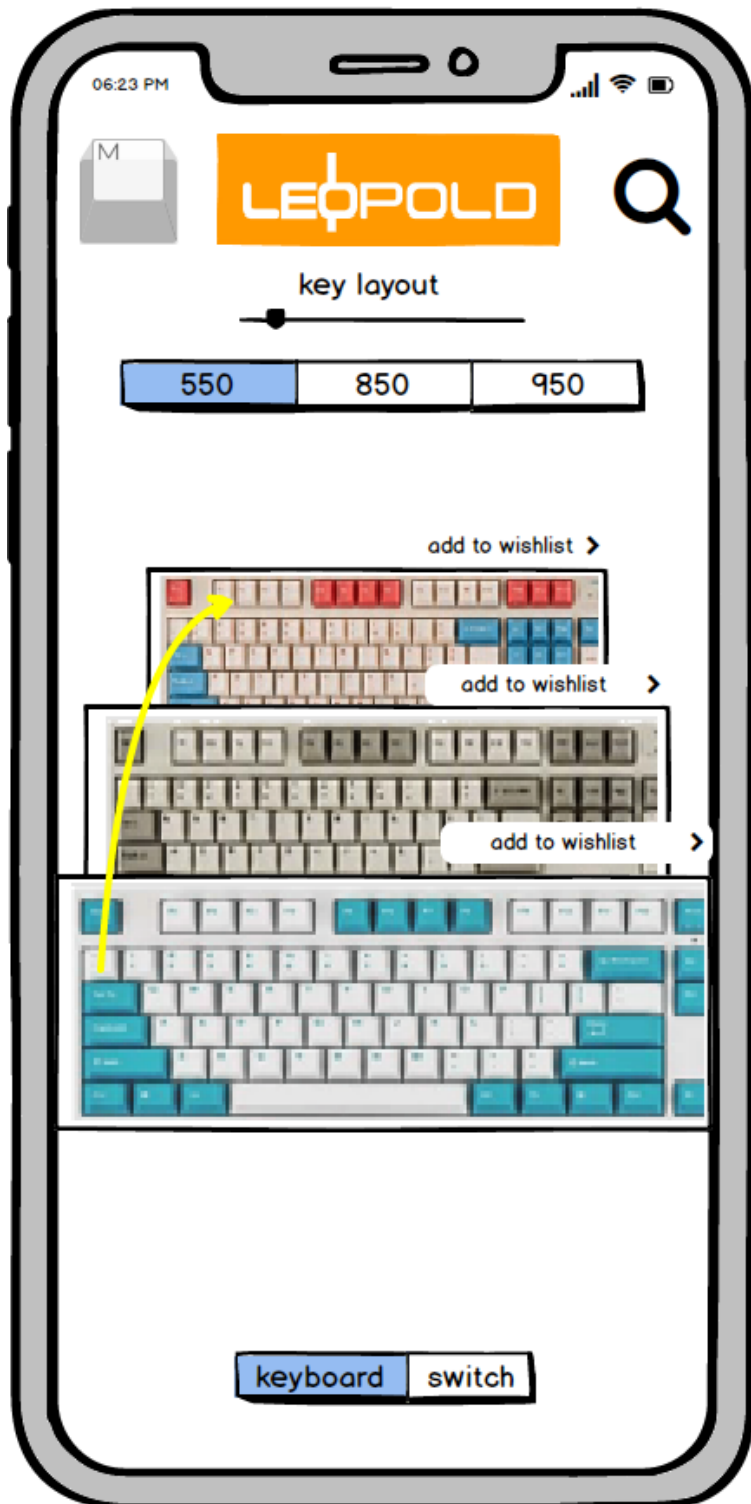 06:23 PM
M
LEOPOLD
key layout
550 850 950
add to wishlist >
add to wishlist >
add to wishlist >
keyboard switch